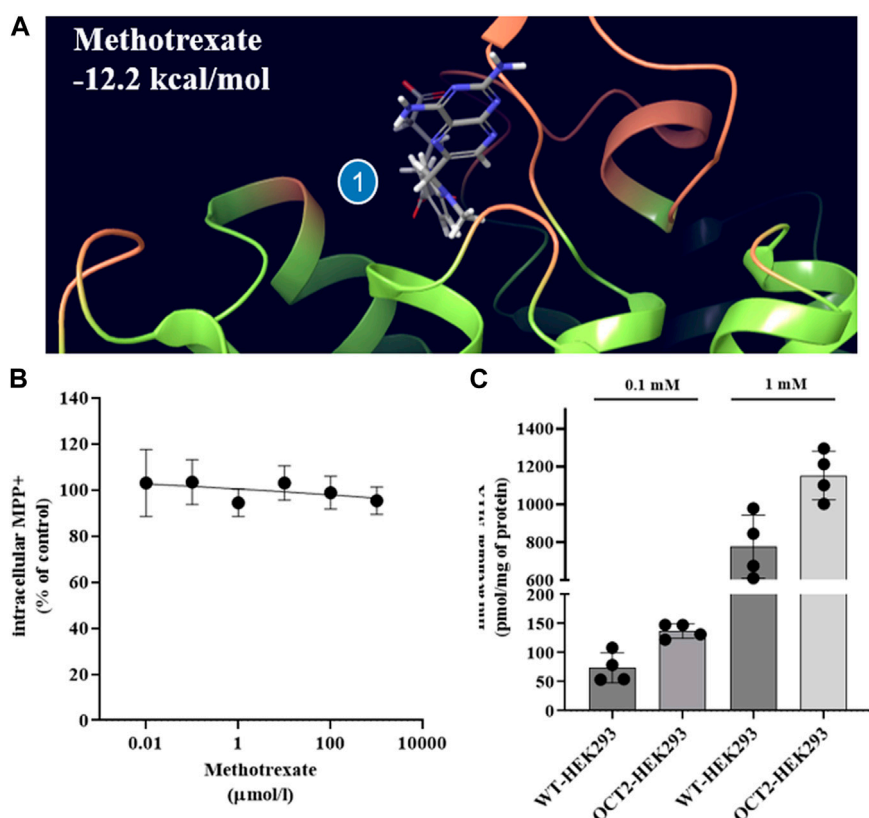 A
Methotrexate
-12.2 kcal/mol
1
B
140
120
100
80
60
40
20
0
0.01
1
100
10000
intracellular MPP+
(% of control)
Methotrexate
(μmol/l)
C
0.1 mM
1 mM
1400
1200
1000
800
600
200
150
100
50
0
(pmol/mg of protein)
WT-HEK293
OCT2-HEK293
WT-HEK293
OCT2-HEK293